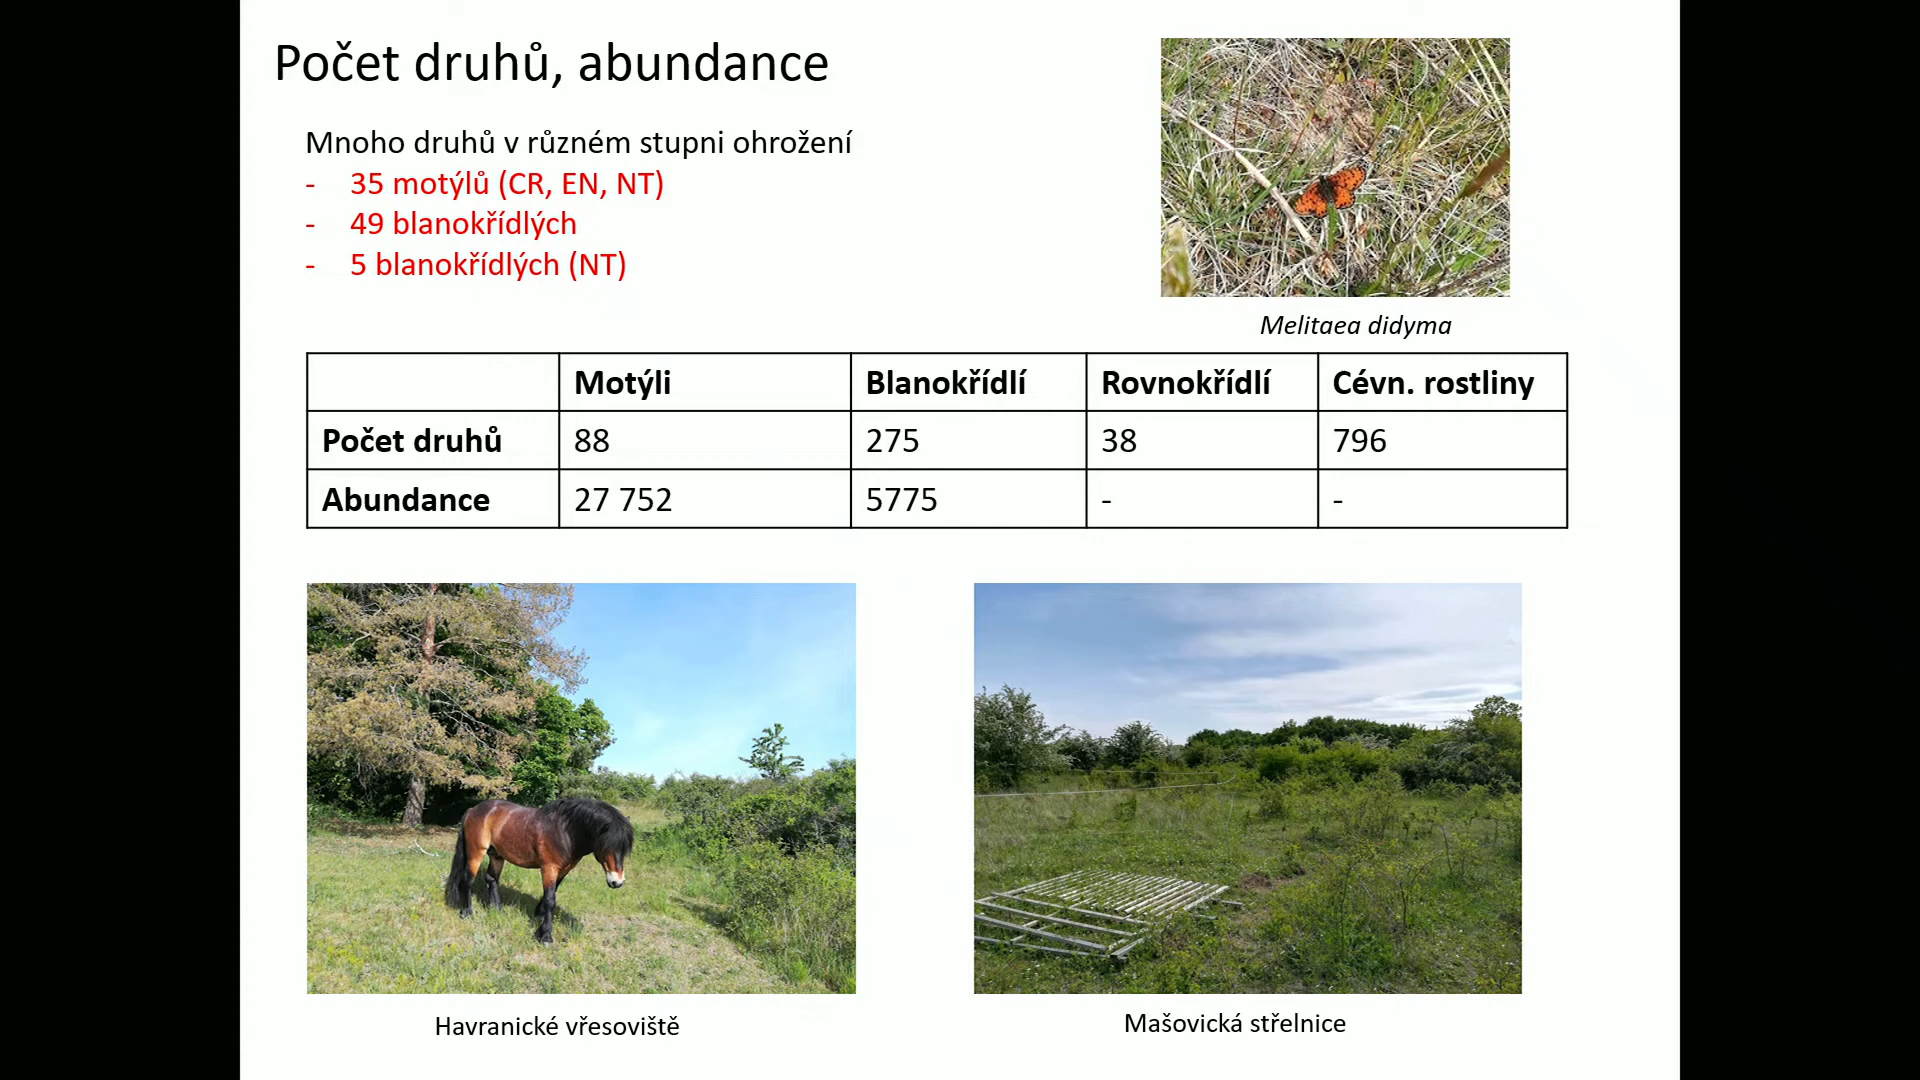 Počet druhů, abundance
Mnoho druhů v různém stupni ohrožení
- 35 motýlů (CR, EN, NT)
- 49 blanokřídlých
- 5 blanokřídlých (NT)
Melitaea didyma
Motýli Blanokřídlí Rovnokřídlí Cévn. rostliny
Počet druhů 88 275 38 796
Abundance 27 752 5775 - -
Havranické vřesoviště
Mašovická střelnice